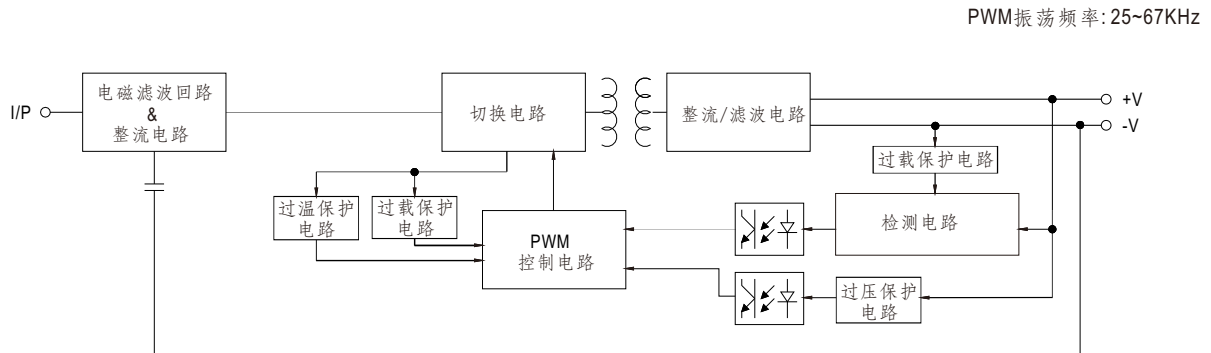 PWM振荡频率: 25~67KHz
I/P
电磁滤波回路
&
整流电路
切换电路
整流/滤波电路
+V
-V
过载保护电路
过温保护
电路
过载保护
电路
PWM
控制电路
检测电路
过压保护
电路